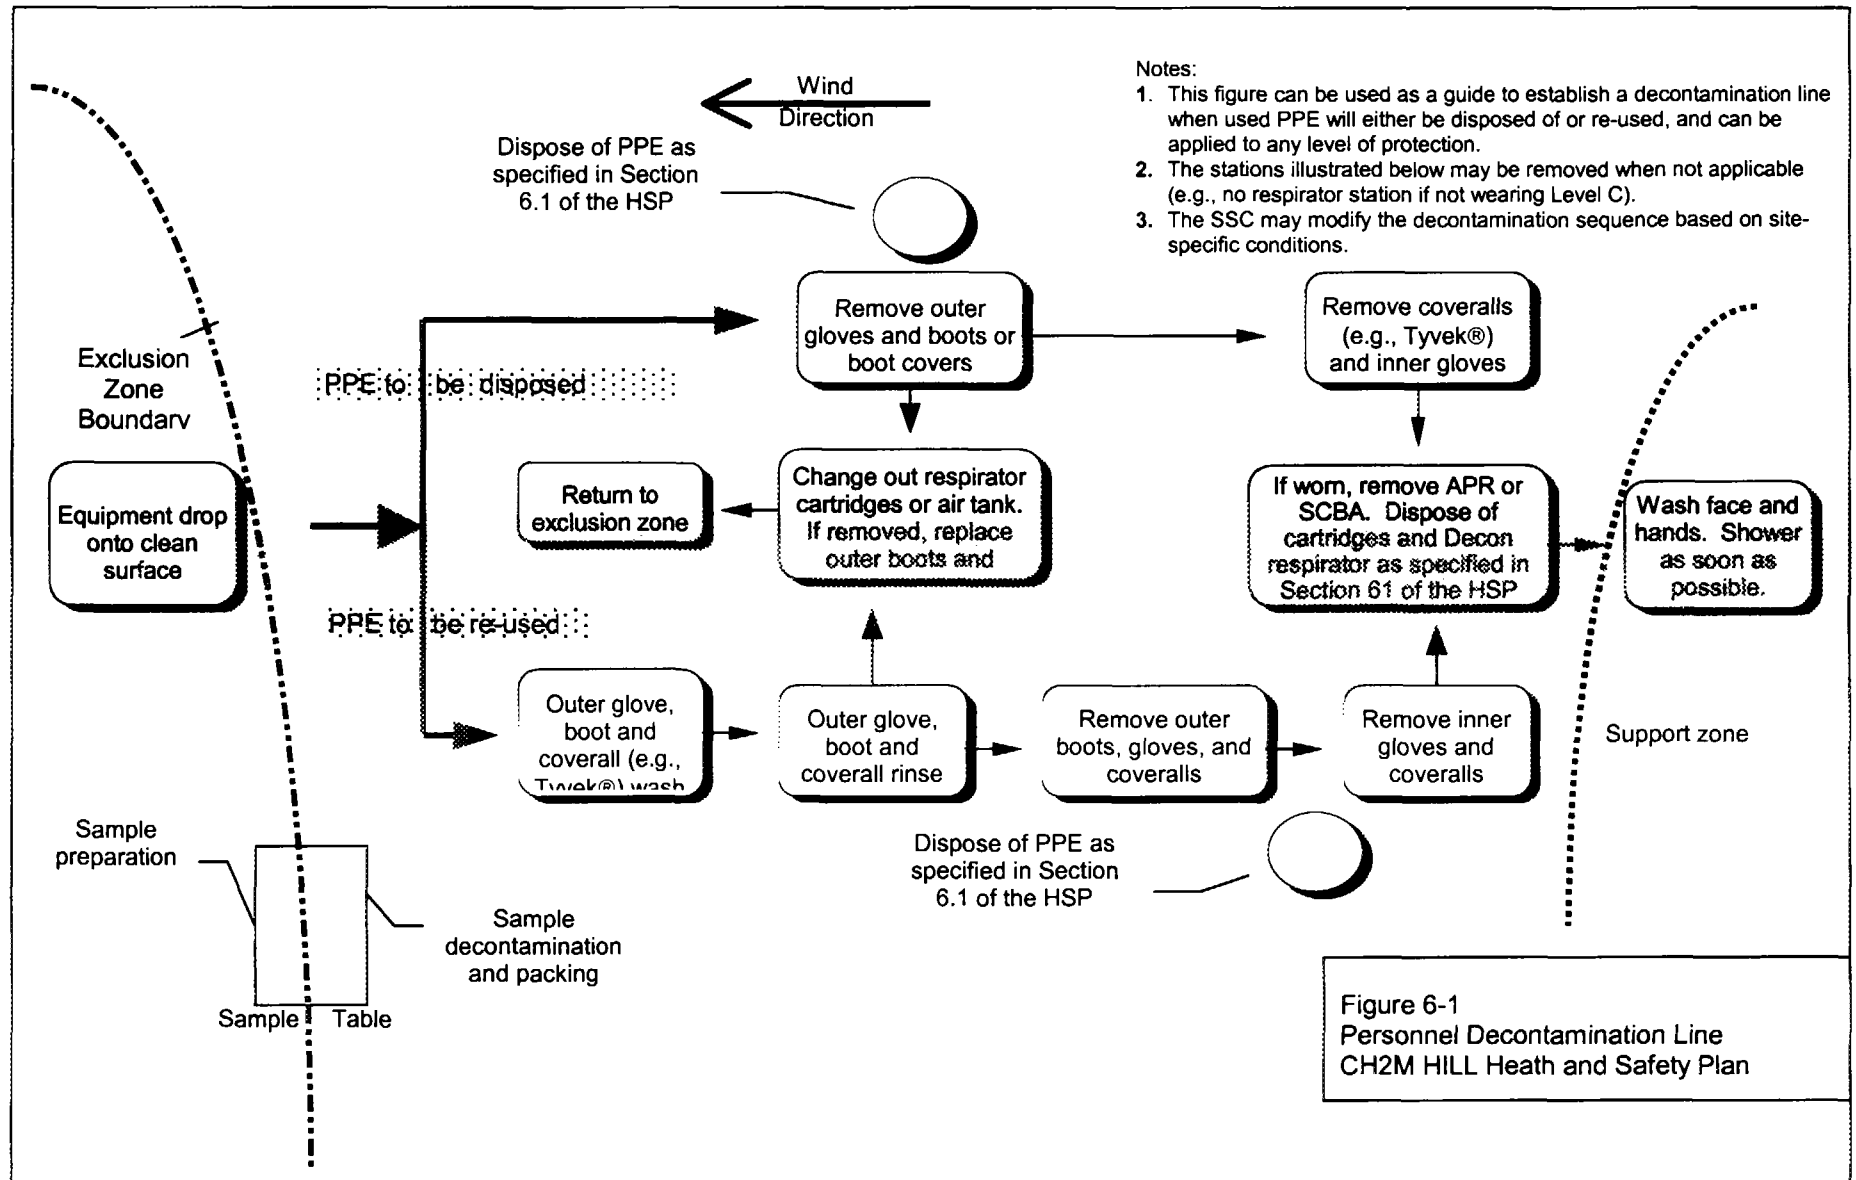 Wind
Direction
Notes:
1. This figure can be used as a guide to establish a decontamination line
when used PPE will either be disposed of or re-used, and can be
applied to any level of protection.
2. The stations illustrated below may be removed when not applicable
(e.g., no respirator station if not wearing Level C).
3. The SSC may modify the decontamination sequence based on site-
specific conditions.
Dispose of PPE as
specified in Section
6.1 of the HSP
Exclusion
Zone
Boundary
Remove outer
gloves and boots or
boot covers
Remove coveralls
(e.g., Tyvek®)
and inner gloves
PPE to be disposed
Equipment drop
onto clean
surface
Return to
exclusion zone
Change out respirator
cartridges or air tank.
If removed, replace
outer boots and
If worn, remove APR or
SCBA. Dispose of
cartridges and Decon
respirator as specified in
Section 61 of the HSP
Wash face and
hands. Shower
as soon as
possible.
PPE to be re-used
Outer glove,
boot and
coverall (e.g.,
Tyvek®) wash
Outer glove,
boot and
coverall rinse
Remove outer
boots, gloves, and
coveralls
Remove inner
gloves and
coveralls
Support zone
Sample
preparation
Sample
decontamination
and packing
Sample Table
Dispose of PPE as
specified in Section
6.1 of the HSP
Figure 6-1
Personnel Decontamination Line
CH2M HILL Heath and Safety Plan